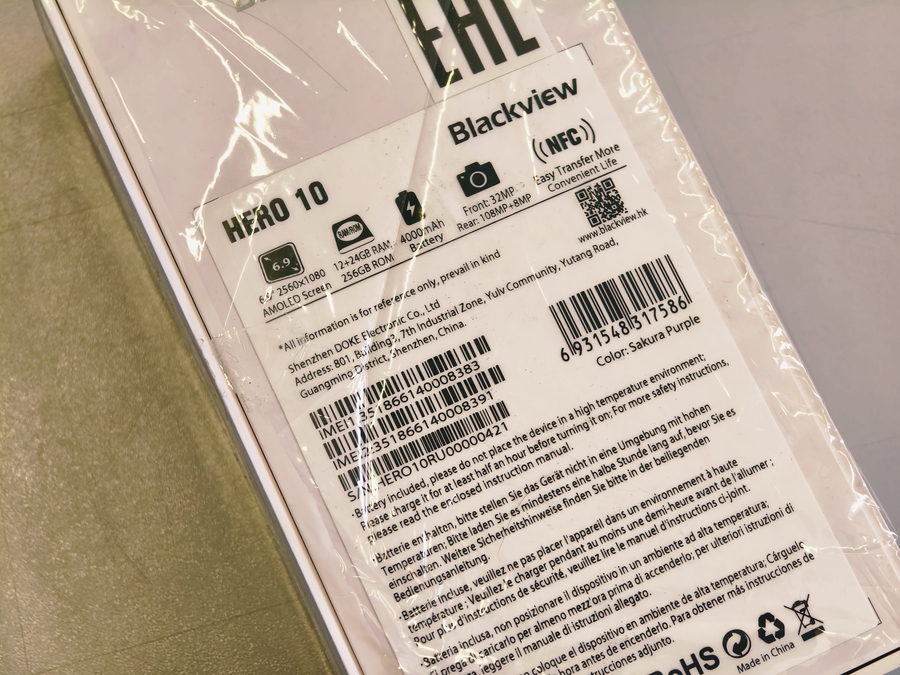 EAC
Blackview
HERO 10
((NFC))
Easy Transfer More
Convenient Life
6.9
6.9" 2560x1080
AMOLED Screen
RAM/ROM
12+24GB RAM
256GB ROM
4000mAh
Battery
Front: 32MP
Rear: 108MP+8MP
www.blackview.hk
*All information is for reference only, prevail in kind
Shenzhen DOKE Electronic Co., Ltd
Address: 801, Building3, 7th Industrial Zone, Yulv Community, Yutang Road,
Guangming District, Shenzhen, China.
6 931548 317586
Color: Sakura Purple
IMEI1:351866140008383
IMEI2:351866140008391
S/N:HERO10RU00000421
·Battery included, please do not place the device in a high temperature environment;
Please charge it for at least half an hour before turning it on; For more safety instructions,
Please read the enclosed instruction manual.
·Batterie enthalten, bitte stellen Sie das Gerät nicht in eine Umgebung mit hohen
Temperaturen; Bitte laden Sie es mindestens eine halbe Stunde lang auf, bevor Sie es
einschalten. Weitere Sicherheitshinweise finden Sie bitte in der beiliegenden
Bedienungsanleitung.
·Batterie incluse, veuillez ne pas placer l'appareil dans un environnement à haute
température ; Veuillez le charger pendant au moins une demi-heure avant de l'allumer ;
Pour plus d'instructions de sécurité, veuillez lire le manuel d'instructions ci-joint.
·Batteria inclusa, non posizionare il dispositivo in un ambiente ad alta temperatura;
Si prega di caricarlo per almeno mezz'ora prima di accenderlo; per ulteriori istruzioni di
leggere il manuale di istruzioni allegato.
coloque el dispositivo en ambiente de alta temperatura; Cárguelo
hora antes de encenderlo. Para obtener más instrucciones de
instrucciones adjunto.
RoHS
Made in China